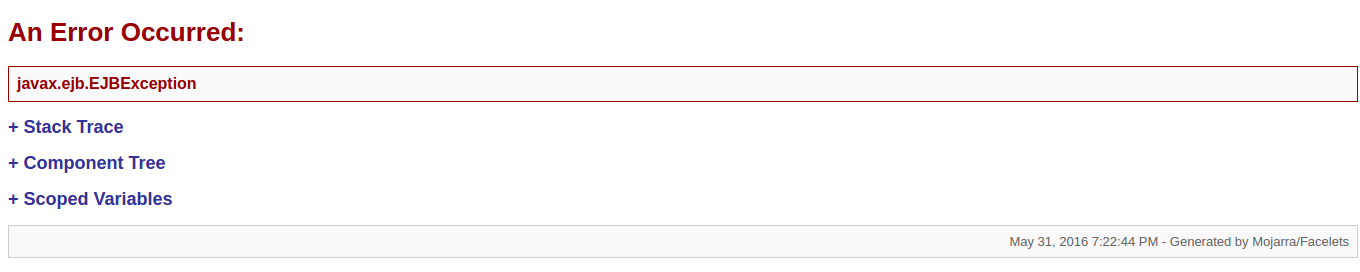 An Error Occurred:
javax.ejb.EJBException
+ Stack Trace
+ Component Tree
+ Scoped Variables
May 31, 2016 7:22:44 PM - Generated by Mojarra/Facelets